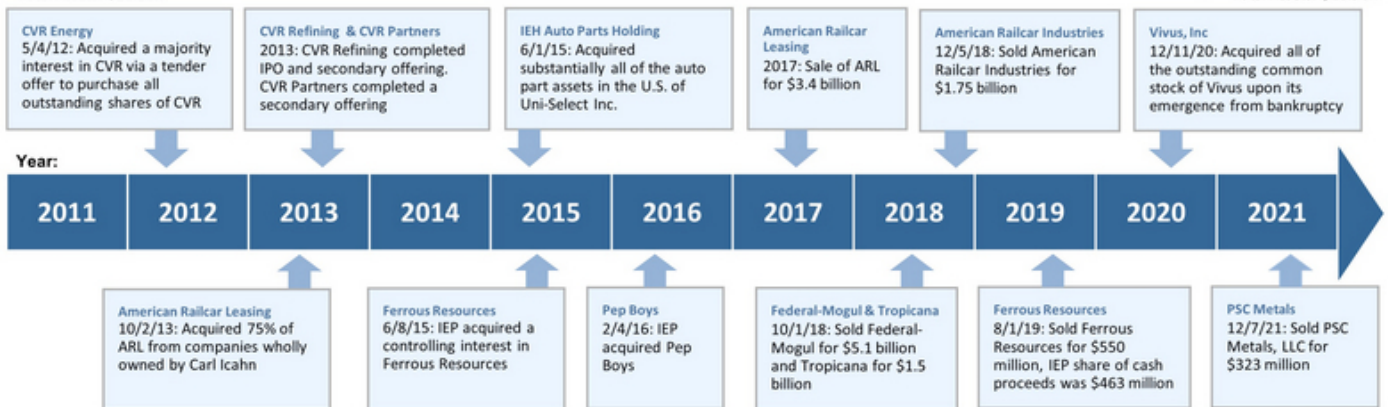 CVR Energy
5/4/12: Acquired a majority
interest in CVR via a tender
offer to purchase all
outstanding shares of CVR
CVR Refining & CVR Partners
2013: CVR Refining completed
IPO and secondary offering.
CVR Partners completed a
secondary offering
IEH Auto Parts Holding
6/1/15: Acquired
substantially all of the auto
part assets in the U.S. of
Uni-Select Inc.
American Railcar
Leasing
2017: Sale of ARL
for $3.4 billion
American Railcar Industries
12/5/18: Sold American
Railcar Industries for
$1.75 billion
Vivus, Inc
12/11/20: Acquired all of
the outstanding common
stock of Vivus upon its
emergence from bankruptcy
Year:
2011 2012 2013 2014 2015 2016 2017 2018 2019 2020 2021
American Railcar Leasing
10/2/13: Acquired 75% of
ARL from companies wholly
owned by Carl Icahn
Ferrous Resources
6/8/15: IEP acquired a
controlling interest in
Ferrous Resources
Pep Boys
2/4/16: IEP
acquired Pep
Boys
Federal-Mogul & Tropicana
10/1/18: Sold Federal-
Mogul for $5.1 billion
and Tropicana for $1.5
billion
Ferrous Resources
8/1/19: Sold Ferrous
Resources for $550
million, IEP share of cash
proceeds was $463 million
PSC Metals
12/7/21: Sold PSC
Metals, LLC for
$323 million